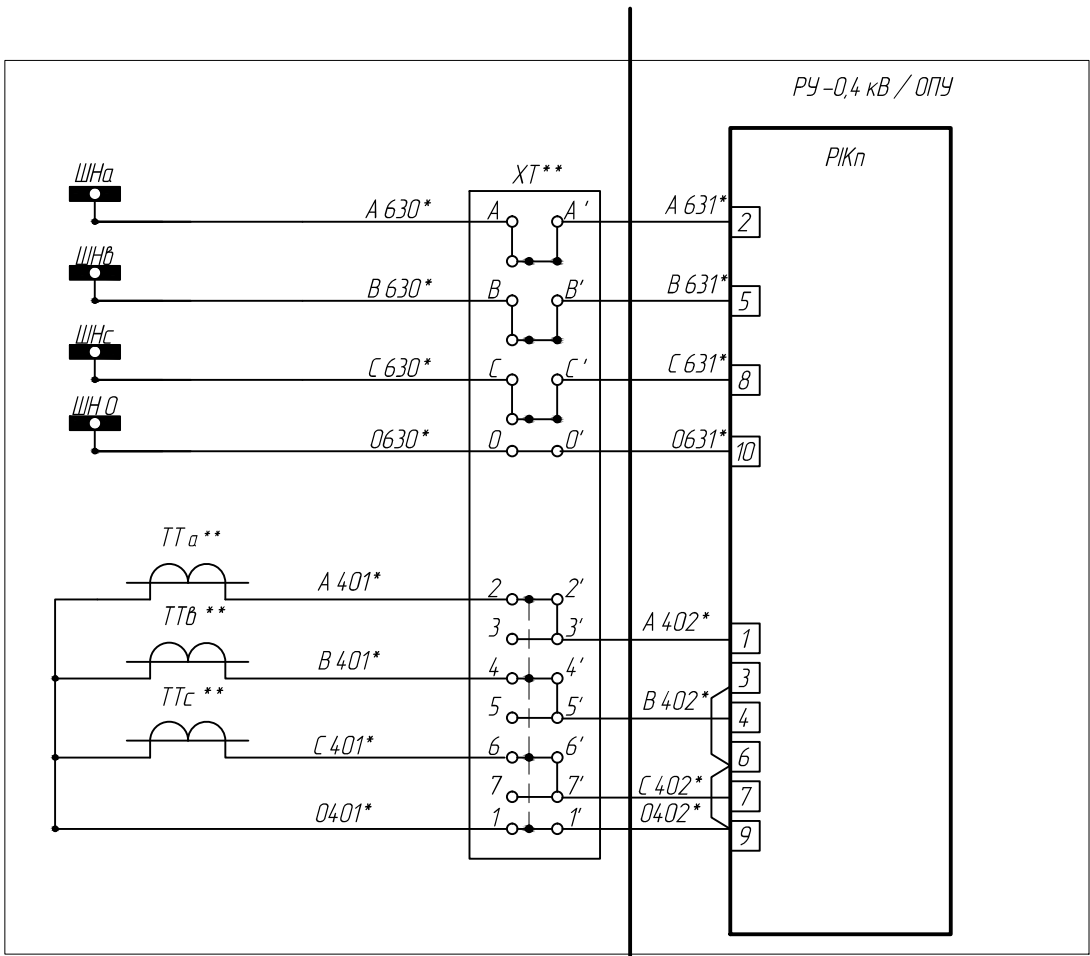 РУ-0,4 кВ / ОПУ
PIKп
ХТ**
ШНа
А 630*
А
А'
А 631*
2
ШНв
В 630*
В
В'
В 631*
5
ШНс
С 630*
С
С'
С 631*
8
ШН 0
0630*
0
0'
0631*
10
ТТа**
А 401*
2
2'
3
3'
А 402*
1
ТТв **
В 401*
4
4'
3
5
5'
В 402*
4
ТТс **
С 401*
6
6'
6
7
7'
С 402*
7
0401*
1
1'
0402*
9